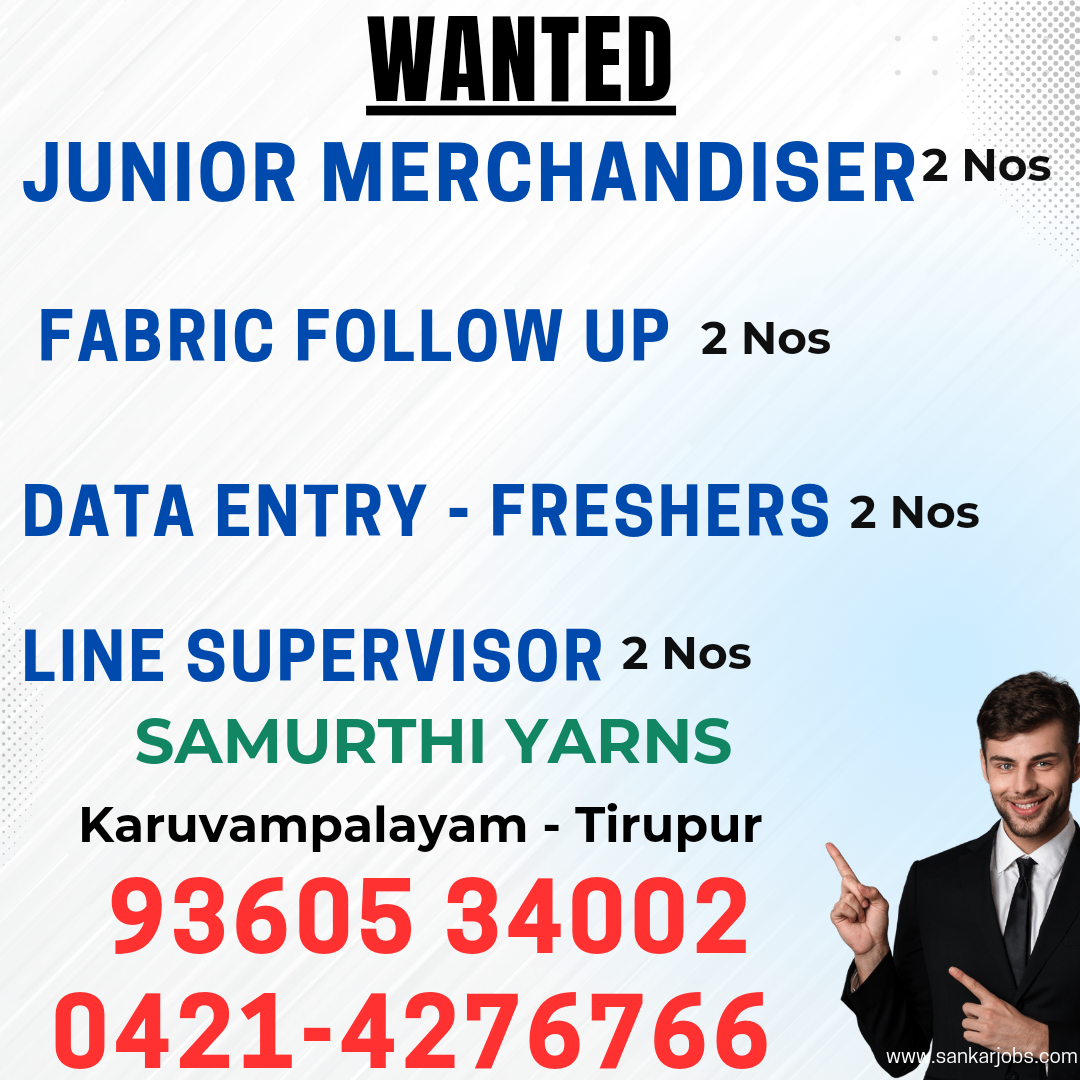 WANTED
JUNIOR MERCHANDISER 2 Nos
FABRIC FOLLOW UP 2 Nos
DATA ENTRY - FRESHERS 2 Nos
LINE SUPERVISOR 2 Nos
SAMURTHI YARNS
Karuvampalayam - Tirupur
93605 34002
0421-4276766
www.sankarjobs.com